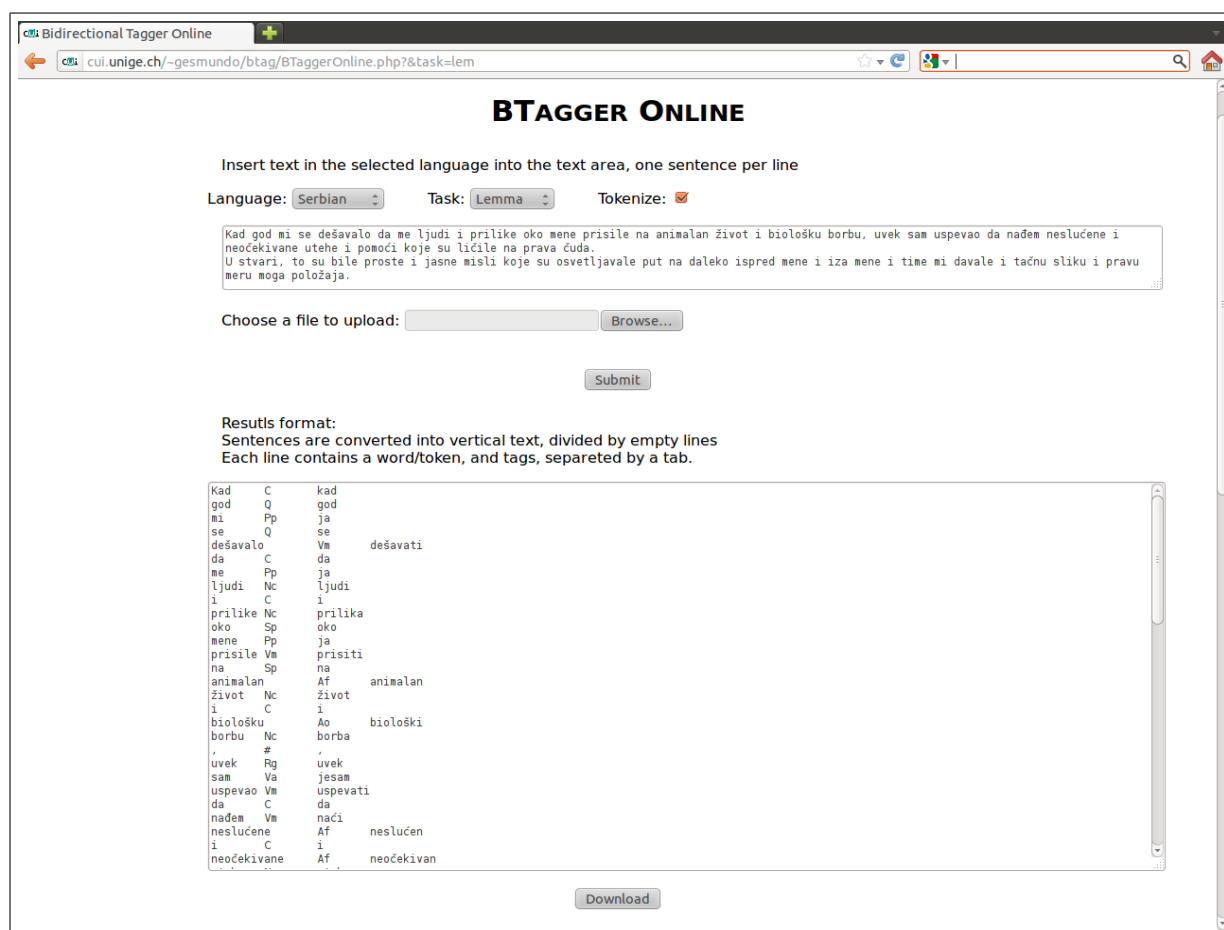 Bidirectional Tagger Online
cui.unige.ch/~gesmundo/btag/BTaggerOnline.php?&task=lem
BTAGGER ONLINE
Insert text in the selected language into the text area, one sentence per line
Language: Serbian Task: Lemma Tokenize:
Kad god mi se dešavalo da me ljudi i prilike oko mene prisile na animalan život i biološku borbu, uvek sam uspevao da nađem neslućene i
neočekivane utehe i pomoći koje su ličile na prava čuda.
U stvari, to su bile proste i jasne misli koje su osvetljavale put na daleko ispred mene i iza mene i time mi davale i tačnu sliku i pravu
meru moga položaja.
Choose a file to upload: Browse...
Submit
Resutls format:
Sentences are converted into vertical text, divided by empty lines
Each line contains a word/token, and tags, separeted by a tab.
Kad C kad
god Q god
mi Pp ja
se Q se
dešavalo Vm dešavati
da C da
me Pp ja
ljudi Nc ljudi
i C i
prilike Nc prilika
oko Sp oko
mene Pp ja
prisile Vm prisiti
na Sp na
animalan Af animalan
život Nc život
i C i
biološku Ao biološki
borbu Nc borba
, # ,
uvek Rg uvek
sam Va jesam
uspevao Vm uspevati
da C da
nađem Vm naći
neslućene Af neslućen
i C i
neočekivane Af neočekivan
Download